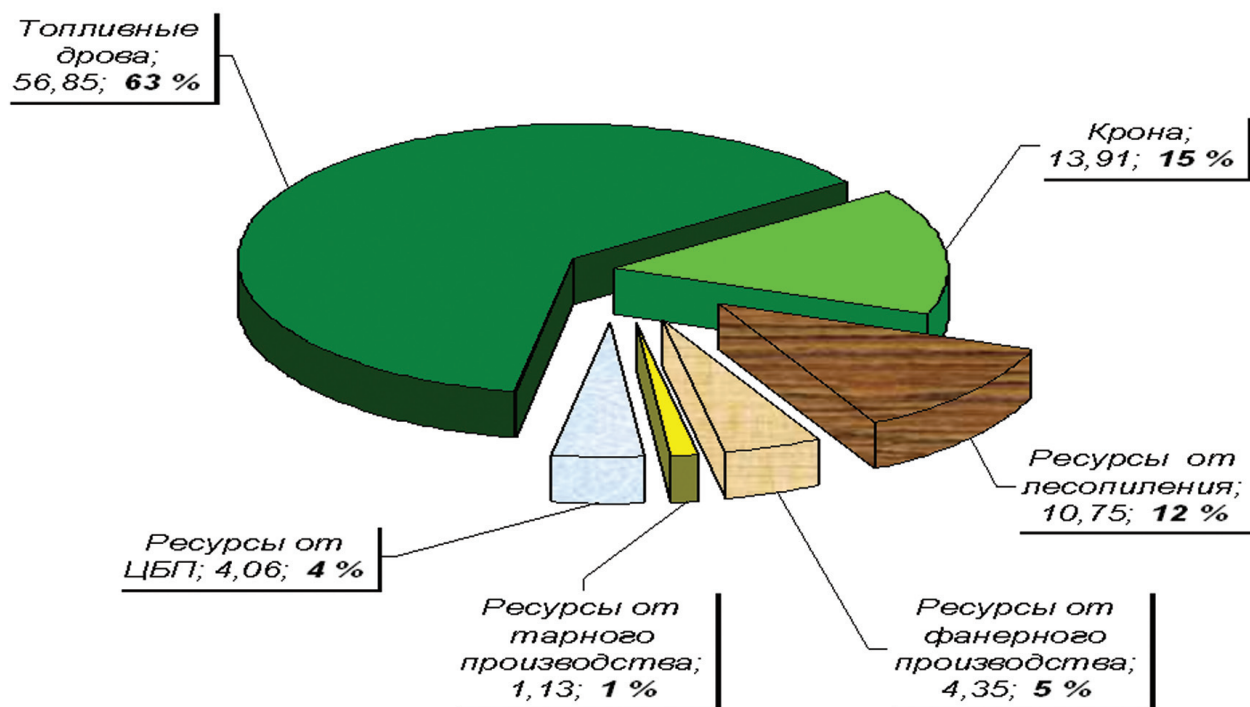 Топливные
дрова;
56,85; 63 %
Крона;
13,91; 15 %
Ресурсы от
лесопиления;
10,75; 12 %
Ресурсы от
ЦБП; 4,06; 4 %
Ресурсы от
тарного
производства;
1,13; 1 %
Ресурсы от
фанерного
производства;
4,35; 5 %